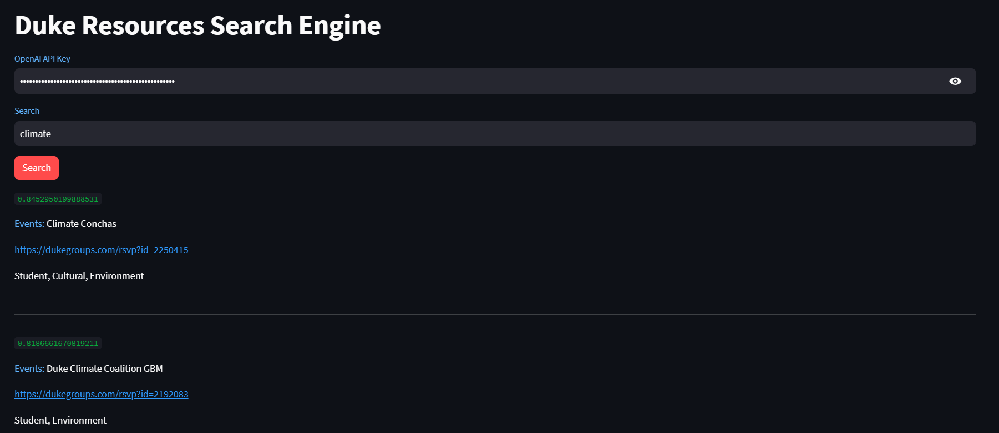 Duke Resources Search Engine
OpenAI API Key
••••••••••••••••••••••••••••••••••••••••••••••••••••
Search
climate
Search
0.8452950199888531
Events: Climate Conchas
https://dukegroups.com/rsvp?id=2250415
Student, Cultural, Environment
0.8186661670819211
Events: Duke Climate Coalition GBM
https://dukegroups.com/rsvp?id=2192083
Student, Environment